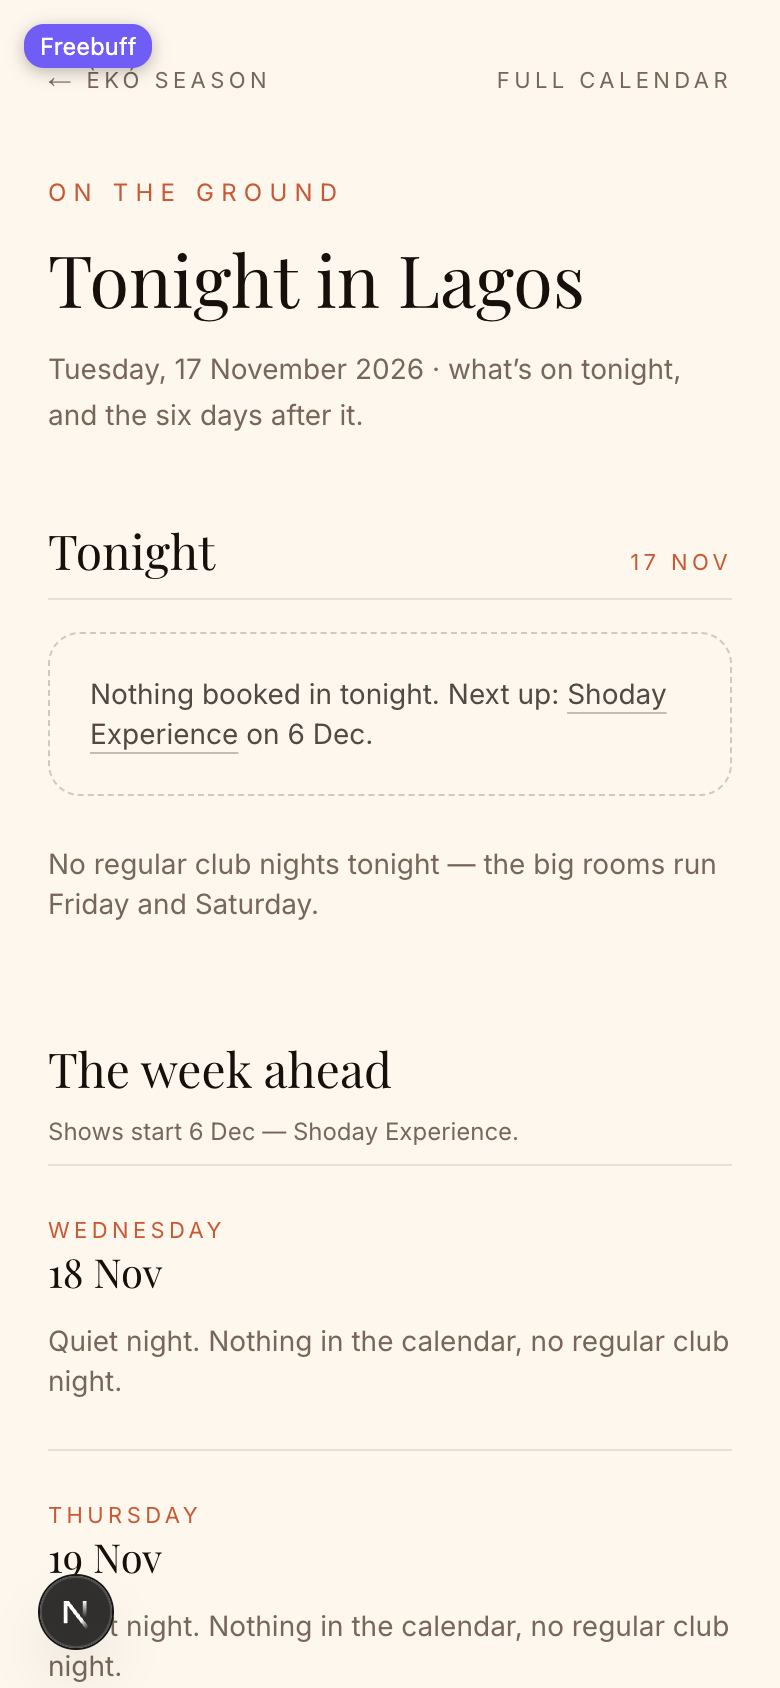 Freebuff
← ÈKÓ SEASON
FULL CALENDAR
ON THE GROUND
Tonight in Lagos
Tuesday, 17 November 2026 · what’s on tonight,
and the six days after it.
Tonight
17 NOV
Nothing booked in tonight. Next up: Shoday
Experience on 6 Dec.
No regular club nights tonight — the big rooms run
Friday and Saturday.
The week ahead
Shows start 6 Dec — Shoday Experience.
WEDNESDAY
18 Nov
Quiet night. Nothing in the calendar, no regular club
night.
THURSDAY
19 Nov
N
night. Nothing in the calendar, no regular club
night.